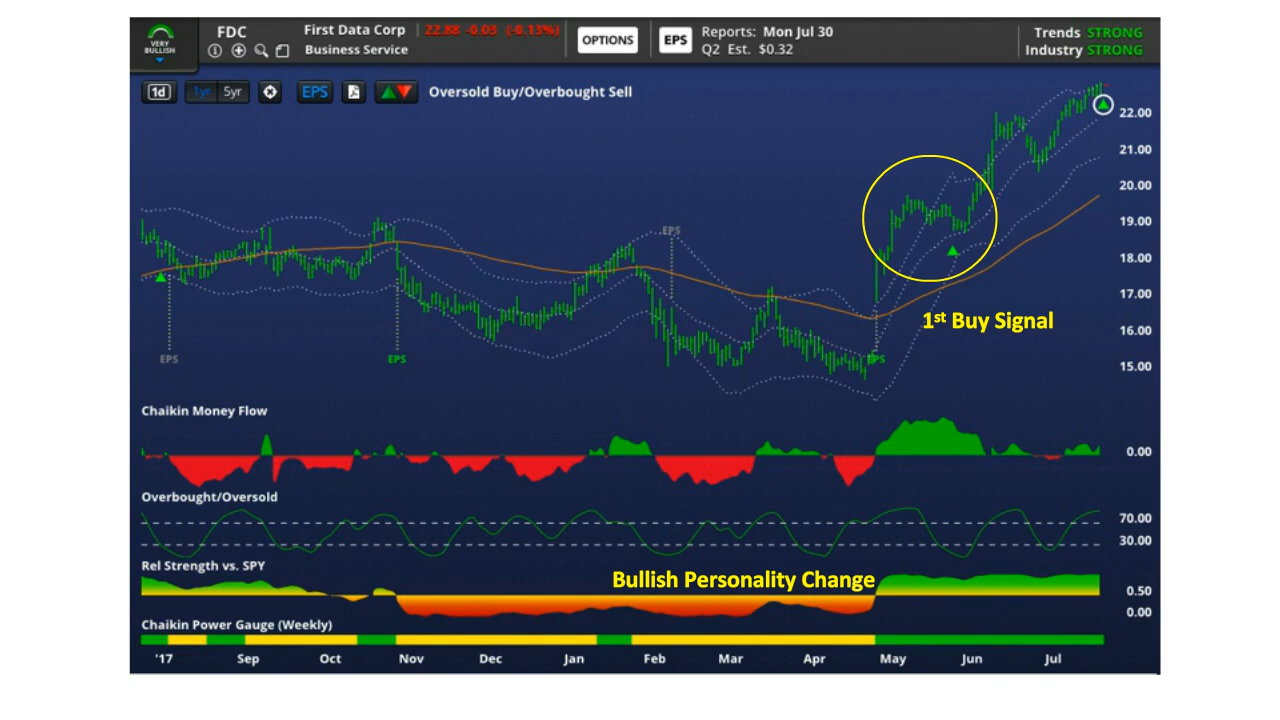 VERY
BULLISH
FDC
First Data Corp 22.88 -0.03 (-0.13%)
Business Service
OPTIONS
EPS
Reports: Mon Jul 30
Q2 Est. $0.32
Trends STRONG
Industry STRONG
1d
1yr 5yr
EPS
Oversold Buy/Overbought Sell
22.00
21.00
20.00
19.00
18.00
17.00
16.00
15.00
EPS
EPS
EPS
EPS
1st Buy Signal
Chaikin Money Flow
0.00
Overbought/Oversold
70.00
30.00
Rel Strength vs. SPY
Bullish Personality Change
0.50
0.00
Chaikin Power Gauge (Weekly)
'17 Sep Oct Nov Dec Jan Feb Mar Apr May Jun Jul